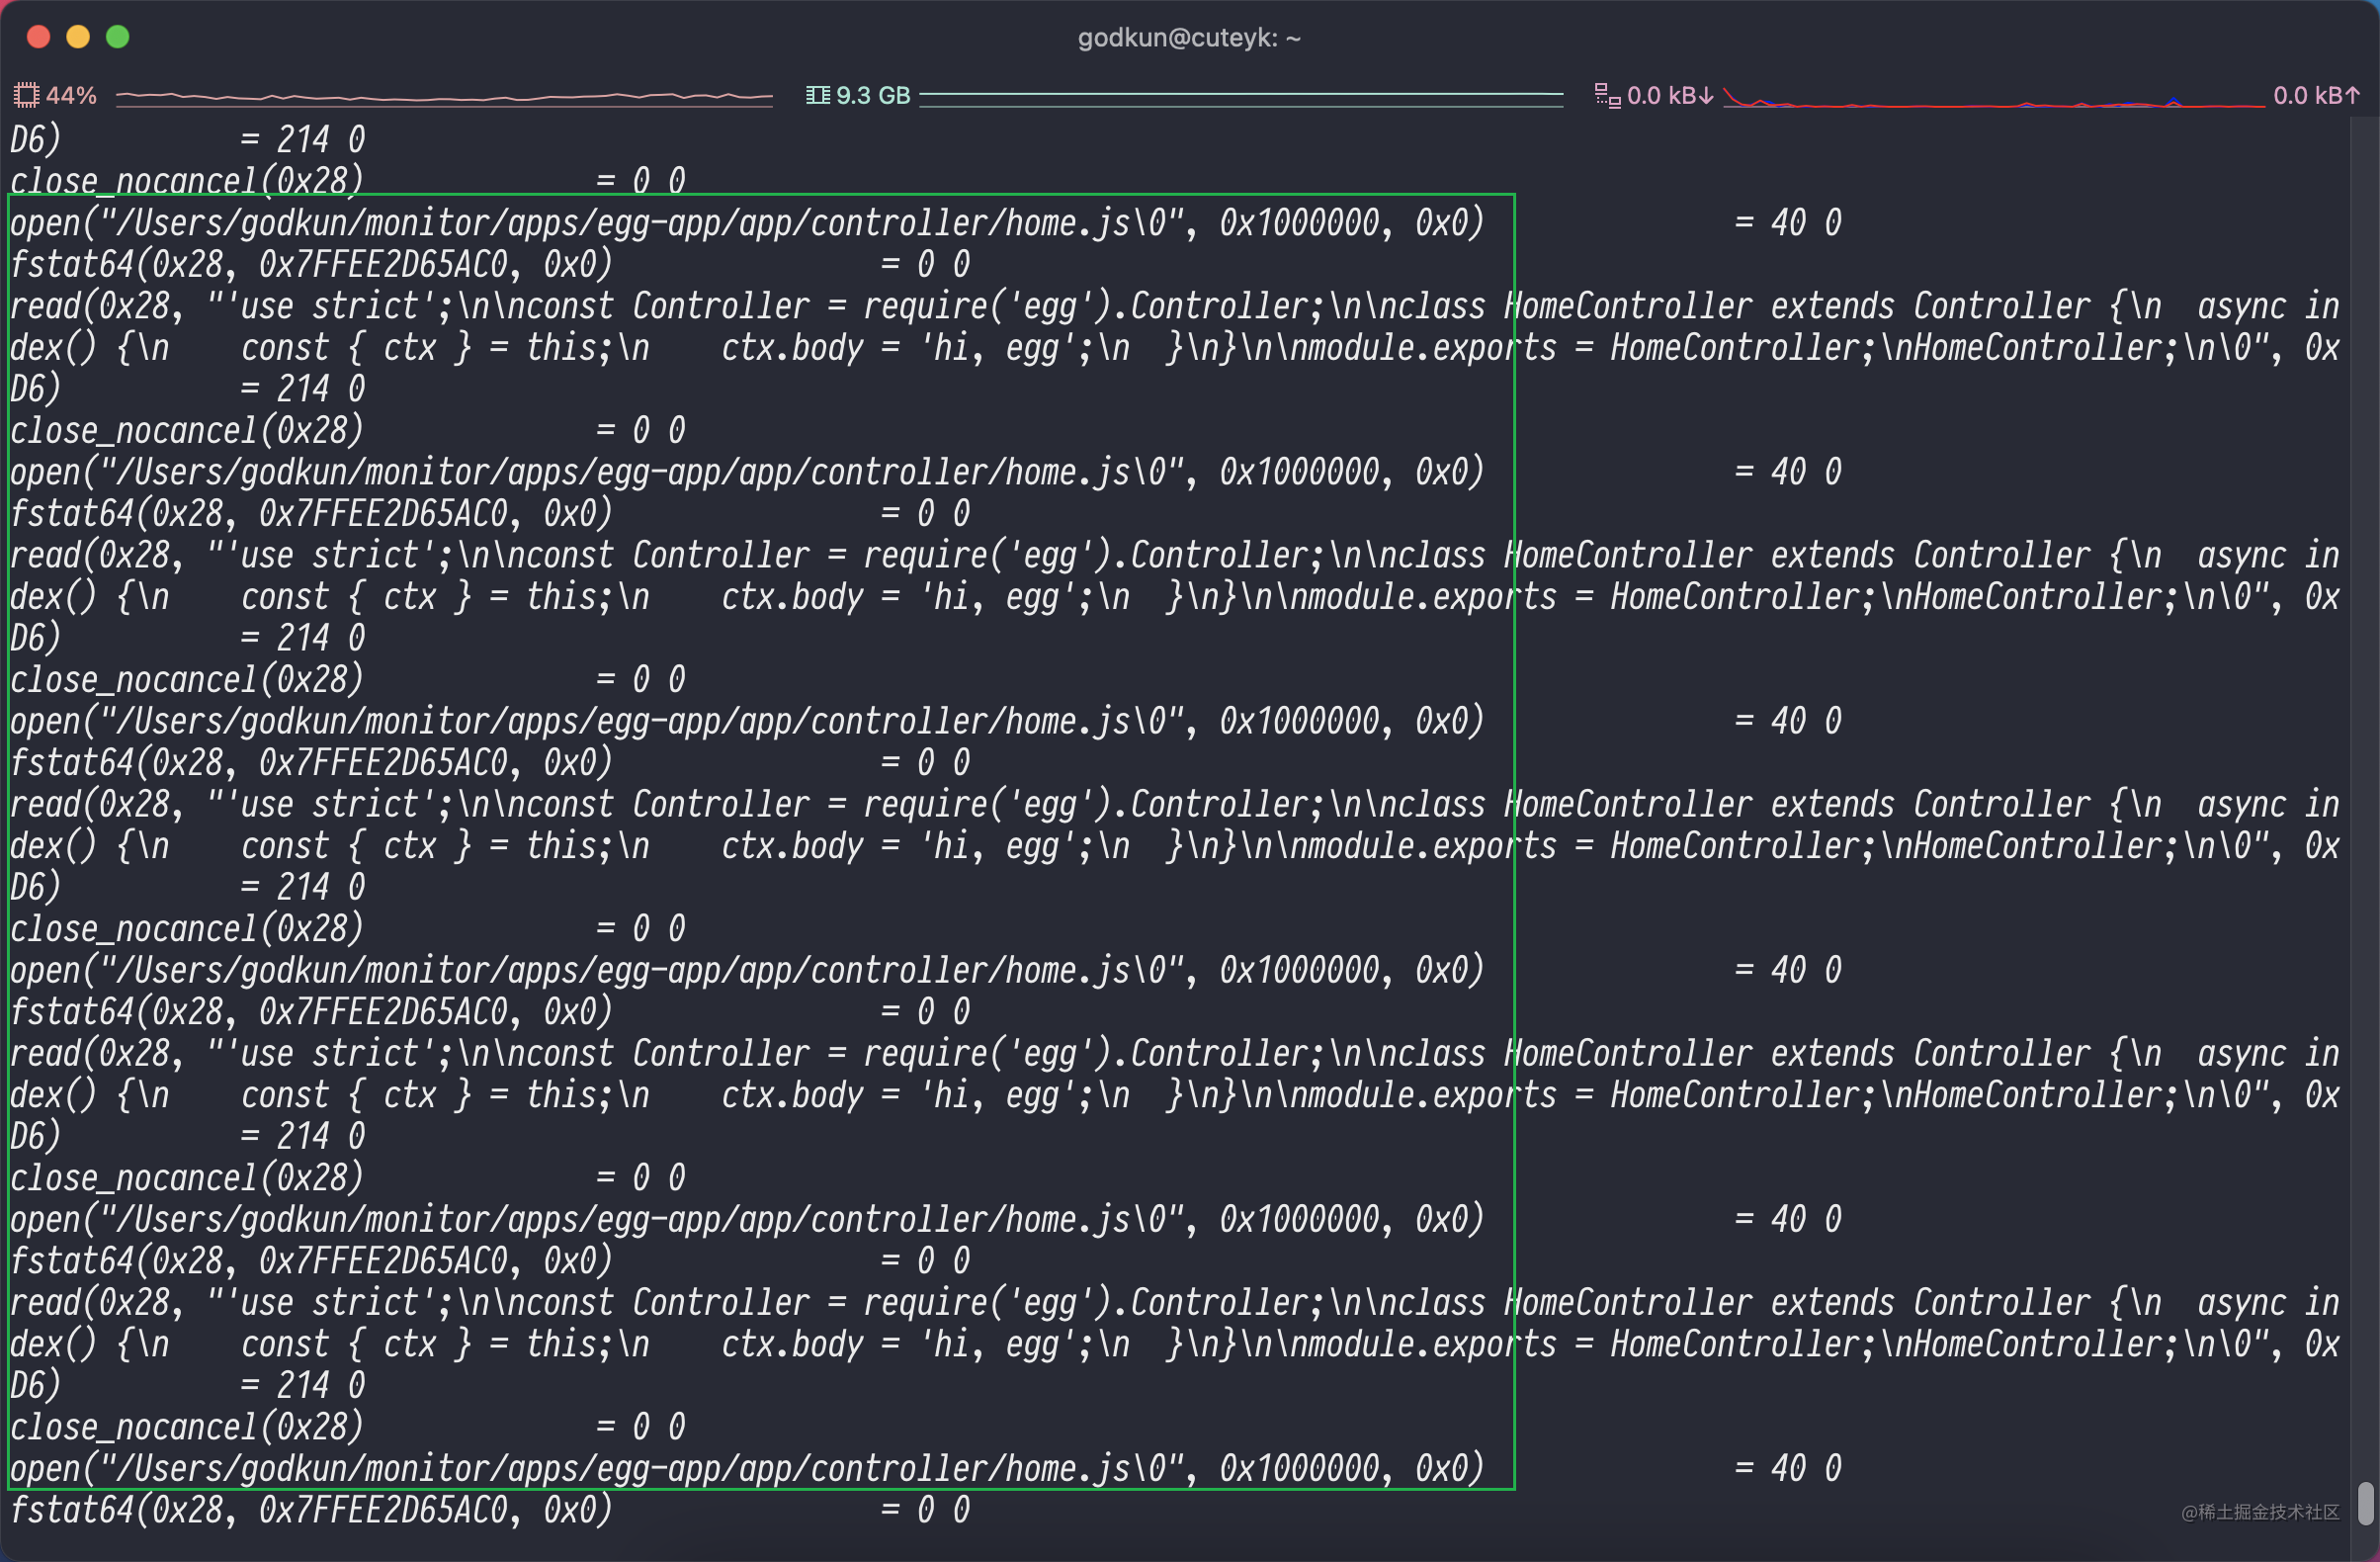 godkun@cuteyk: ~
44% 9.3 GB 0.0 kB↓ 0.0 kB↑
D6)          = 214 0
close_nocancel(0x28)             = 0 0
open("/Users/godkun/monitor/apps/egg-app/app/controller/home.js\0", 0x1000000, 0x0)              = 40 0
fstat64(0x28, 0x7FFEE2D65AC0, 0x0)               = 0 0
read(0x28, "'use strict';\n\nconst Controller = require('egg').Controller;\n\nclass HomeController extends Controller {\n  async in
dex() {\n    const { ctx } = this;\n    ctx.body = 'hi, egg';\n  }\n}\n\nmodule.exports = HomeController;\nHomeController;\n\0", 0x
D6)          = 214 0
close_nocancel(0x28)             = 0 0
open("/Users/godkun/monitor/apps/egg-app/app/controller/home.js\0", 0x1000000, 0x0)              = 40 0
fstat64(0x28, 0x7FFEE2D65AC0, 0x0)               = 0 0
read(0x28, "'use strict';\n\nconst Controller = require('egg').Controller;\n\nclass HomeController extends Controller {\n  async in
dex() {\n    const { ctx } = this;\n    ctx.body = 'hi, egg';\n  }\n}\n\nmodule.exports = HomeController;\nHomeController;\n\0", 0x
D6)          = 214 0
close_nocancel(0x28)             = 0 0
open("/Users/godkun/monitor/apps/egg-app/app/controller/home.js\0", 0x1000000, 0x0)              = 40 0
fstat64(0x28, 0x7FFEE2D65AC0, 0x0)               = 0 0
read(0x28, "'use strict';\n\nconst Controller = require('egg').Controller;\n\nclass HomeController extends Controller {\n  async in
dex() {\n    const { ctx } = this;\n    ctx.body = 'hi, egg';\n  }\n}\n\nmodule.exports = HomeController;\nHomeController;\n\0", 0x
D6)          = 214 0
close_nocancel(0x28)             = 0 0
open("/Users/godkun/monitor/apps/egg-app/app/controller/home.js\0", 0x1000000, 0x0)              = 40 0
fstat64(0x28, 0x7FFEE2D65AC0, 0x0)               = 0 0
read(0x28, "'use strict';\n\nconst Controller = require('egg').Controller;\n\nclass HomeController extends Controller {\n  async in
dex() {\n    const { ctx } = this;\n    ctx.body = 'hi, egg';\n  }\n}\n\nmodule.exports = HomeController;\nHomeController;\n\0", 0x
D6)          = 214 0
close_nocancel(0x28)             = 0 0
open("/Users/godkun/monitor/apps/egg-app/app/controller/home.js\0", 0x1000000, 0x0)              = 40 0
fstat64(0x28, 0x7FFEE2D65AC0, 0x0)               = 0 0
read(0x28, "'use strict';\n\nconst Controller = require('egg').Controller;\n\nclass HomeController extends Controller {\n  async in
dex() {\n    const { ctx } = this;\n    ctx.body = 'hi, egg';\n  }\n}\n\nmodule.exports = HomeController;\nHomeController;\n\0", 0x
D6)          = 214 0
close_nocancel(0x28)             = 0 0
open("/Users/godkun/monitor/apps/egg-app/app/controller/home.js\0", 0x1000000, 0x0)              = 40 0
fstat64(0x28, 0x7FFEE2D65AC0, 0x0)               = 0 0
@稀土掘金技术社区